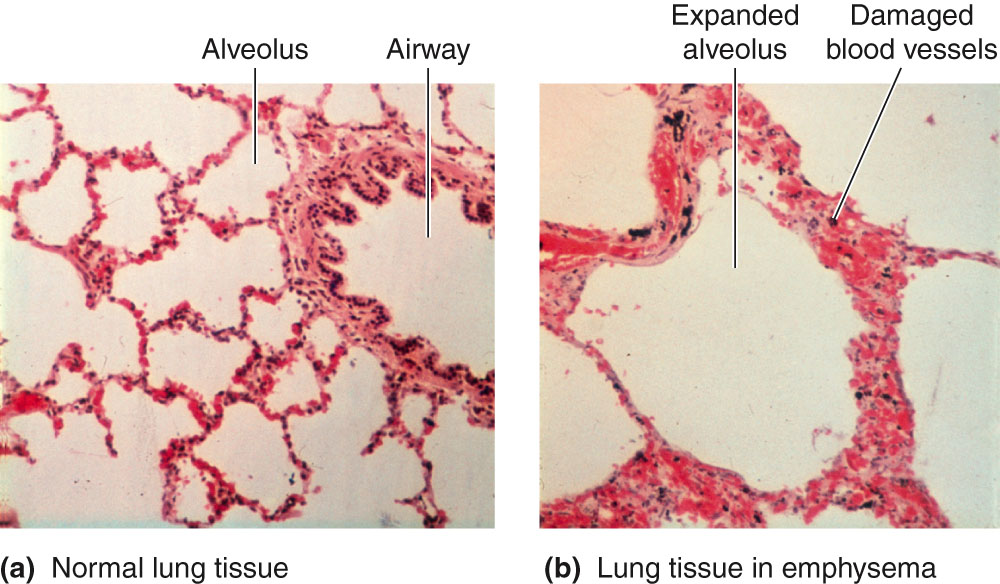 Alveolus
Airway
Expanded
alveolus
Damaged
blood vessels
(a) Normal lung tissue
(b) Lung tissue in emphysema